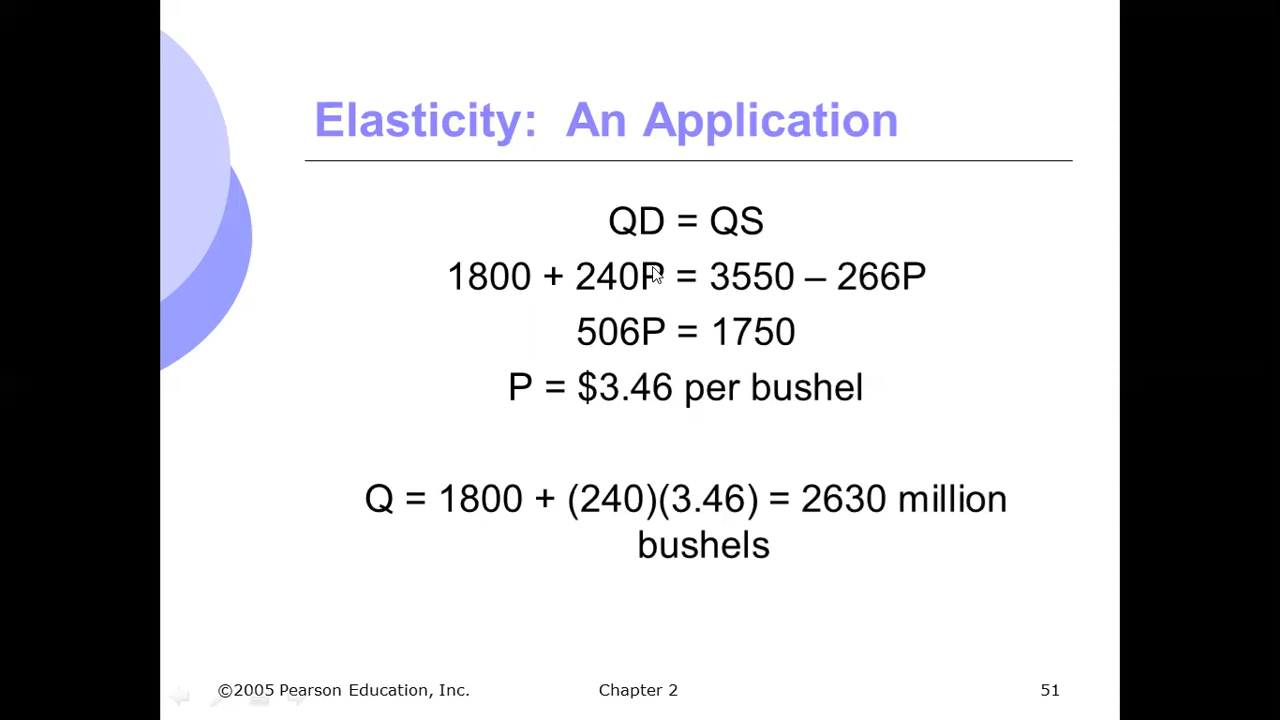 Elasticity: An Application
QD = QS
1800 + 240P = 3550 – 266P
506P = 1750
P = $3.46 per bushel
Q = 1800 + (240)(3.46) = 2630 million
bushels
©2005 Pearson Education, Inc.
Chapter 2
51